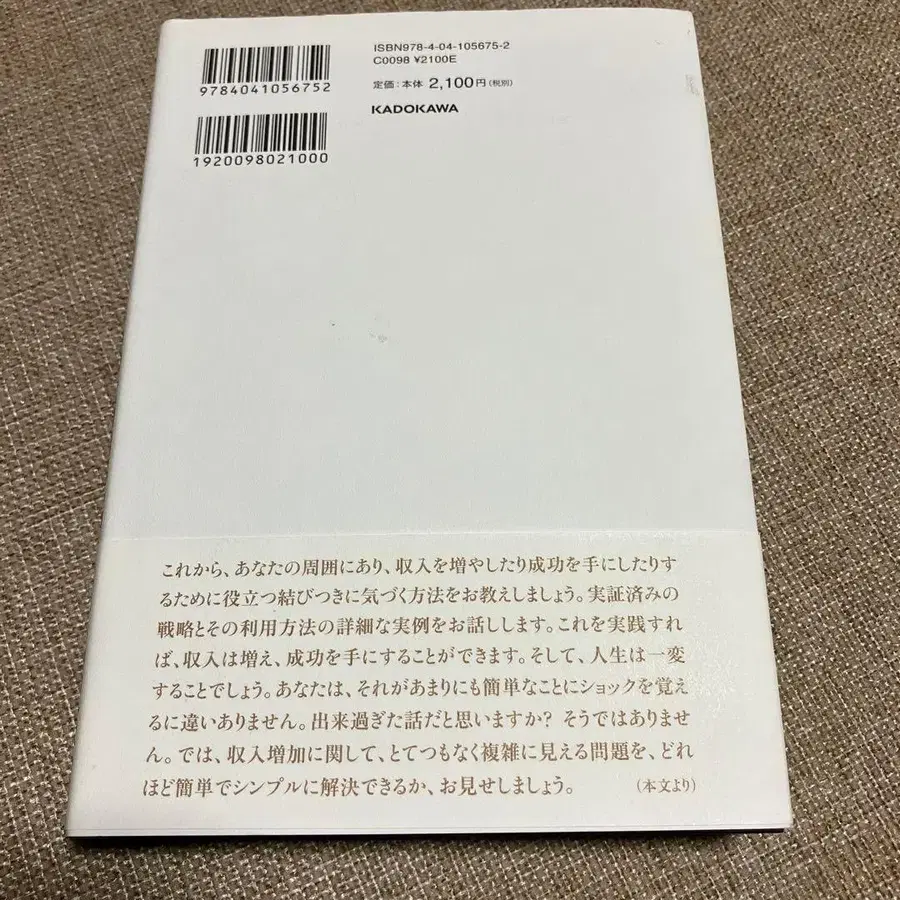 9784041056752
1920098021000
ISBN978-4-04-105675-2
C0098 ¥2100E
定価：本体 2,100円（税別）
KADOKAWA
これから、あなたの周囲にあり、収入を増やしたり成功を手にしたりす
るために役立つ結びつきに気づく方法をお教えしましょう。実証済みの
戦略とその利用方法の詳細な実例をお話しします。これを実践すれ
ば、収入は増え、成功を手にすることができます。そして、人生は一変
することでしょう。あなたは、それがあまりにも簡単なことにショックを覚え
るに違いありません。出来過ぎた話だと思いますか？ そうではありませ
ん。では、収入増加に関して、とてつもなく複雑に見える問題を、どれ
ほど簡単でシンプルに解決できるか、お見せしましょう。 （本文より）